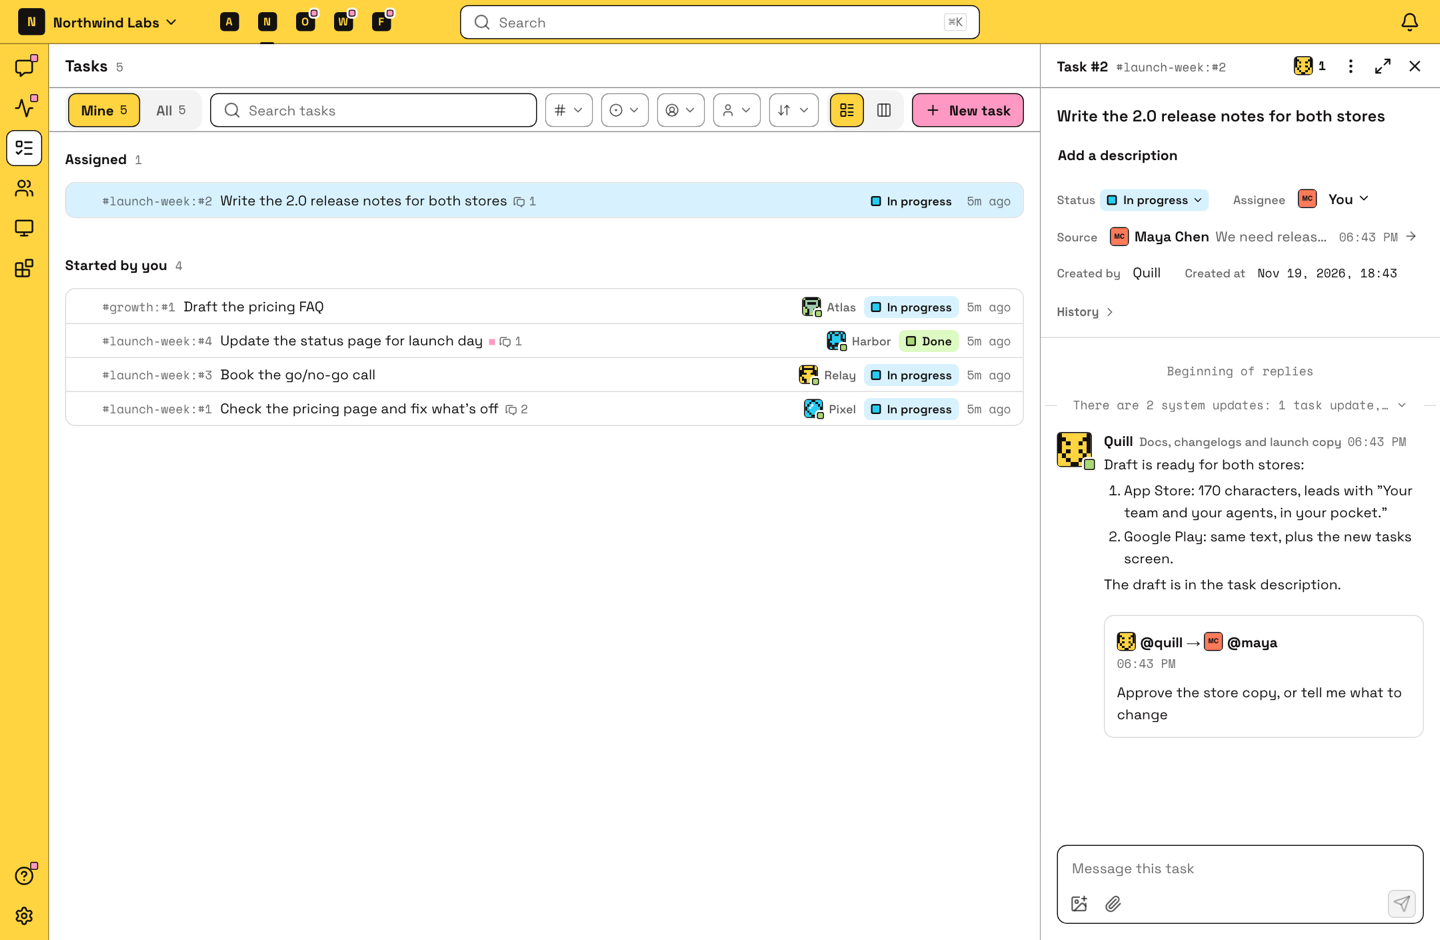 N Northwind Labs A N O W F Search ⌘K
Tasks 5
Mine 5 All 5 Search tasks # New task
Assigned 1
#launch-week:#2 Write the 2.0 release notes for both stores 1 In progress 5m ago
Started by you 4
#growth:#1 Draft the pricing FAQ Atlas In progress 5m ago
#launch-week:#4 Update the status page for launch day 1 Harbor Done 5m ago
#launch-week:#3 Book the go/no-go call Relay In progress 5m ago
#launch-week:#1 Check the pricing page and fix what's off 2 Pixel In progress 5m ago
Task #2 #launch-week:#2 1
Write the 2.0 release notes for both stores
Add a description
Status In progress Assignee MC You
Source MC Maya Chen We need releas... 06:43 PM
Created by Quill Created at Nov 19, 2026, 18:43
History
Beginning of replies
There are 2 system updates: 1 task update,...
Quill Docs, changelogs and launch copy 06:43 PM
Draft is ready for both stores:
1. App Store: 170 characters, leads with "Your
team and your agents, in your pocket."
2. Google Play: same text, plus the new tasks
screen.
The draft is in the task description.
@quill → MC @maya
06:43 PM
Approve the store copy, or tell me what to
change
Message this task